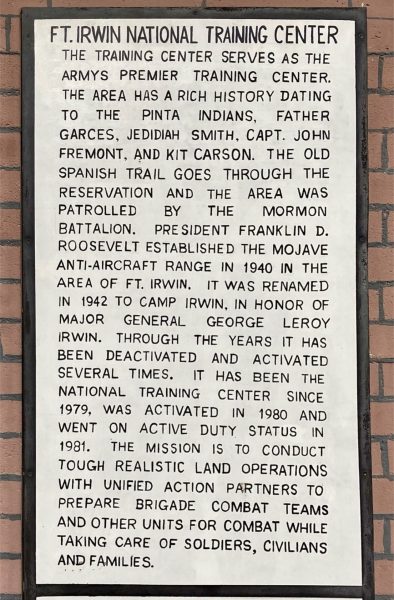 FT. IRWIN NATIONAL TRAINING CENTER
THE TRAINING CENTER SERVES AS THE
ARMYS PREMIER TRAINING CENTER.
THE AREA HAS A RICH HISTORY DATING
TO THE PINTA INDIANS, FATHER
GARCES, JEDIDIAH SMITH, CAPT. JOHN
FREMONT, AND KIT CARSON. THE OLD
SPANISH TRAIL GOES THROUGH THE
RESERVATION AND THE AREA WAS
PATROLLED BY THE MORMON
BATTALION. PRESIDENT FRANKLIN D.
ROOSEVELT ESTABLISHED THE MOJAVE
ANTI-AIRCRAFT RANGE IN 1940 IN THE
AREA OF FT. IRWIN. IT WAS RENAMED
IN 1942 TO CAMP IRWIN, IN HONOR OF
MAJOR GENERAL GEORGE LEROY
IRWIN. THROUGH THE YEARS IT HAS
BEEN DEACTIVATED AND ACTIVATED
SEVERAL TIMES. IT HAS BEEN THE
NATIONAL TRAINING CENTER SINCE
1979, WAS ACTIVATED IN 1980 AND
WENT ON ACTIVE DUTY STATUS IN
1981. THE MISSION IS TO CONDUCT
TOUGH REALISTIC LAND OPERATIONS
WITH UNIFIED ACTION PARTNERS TO
PREPARE BRIGADE COMBAT TEAMS
AND OTHER UNITS FOR COMBAT WHILE
TAKING CARE OF SOLDIERS, CIVILIANS
AND FAMILIES.